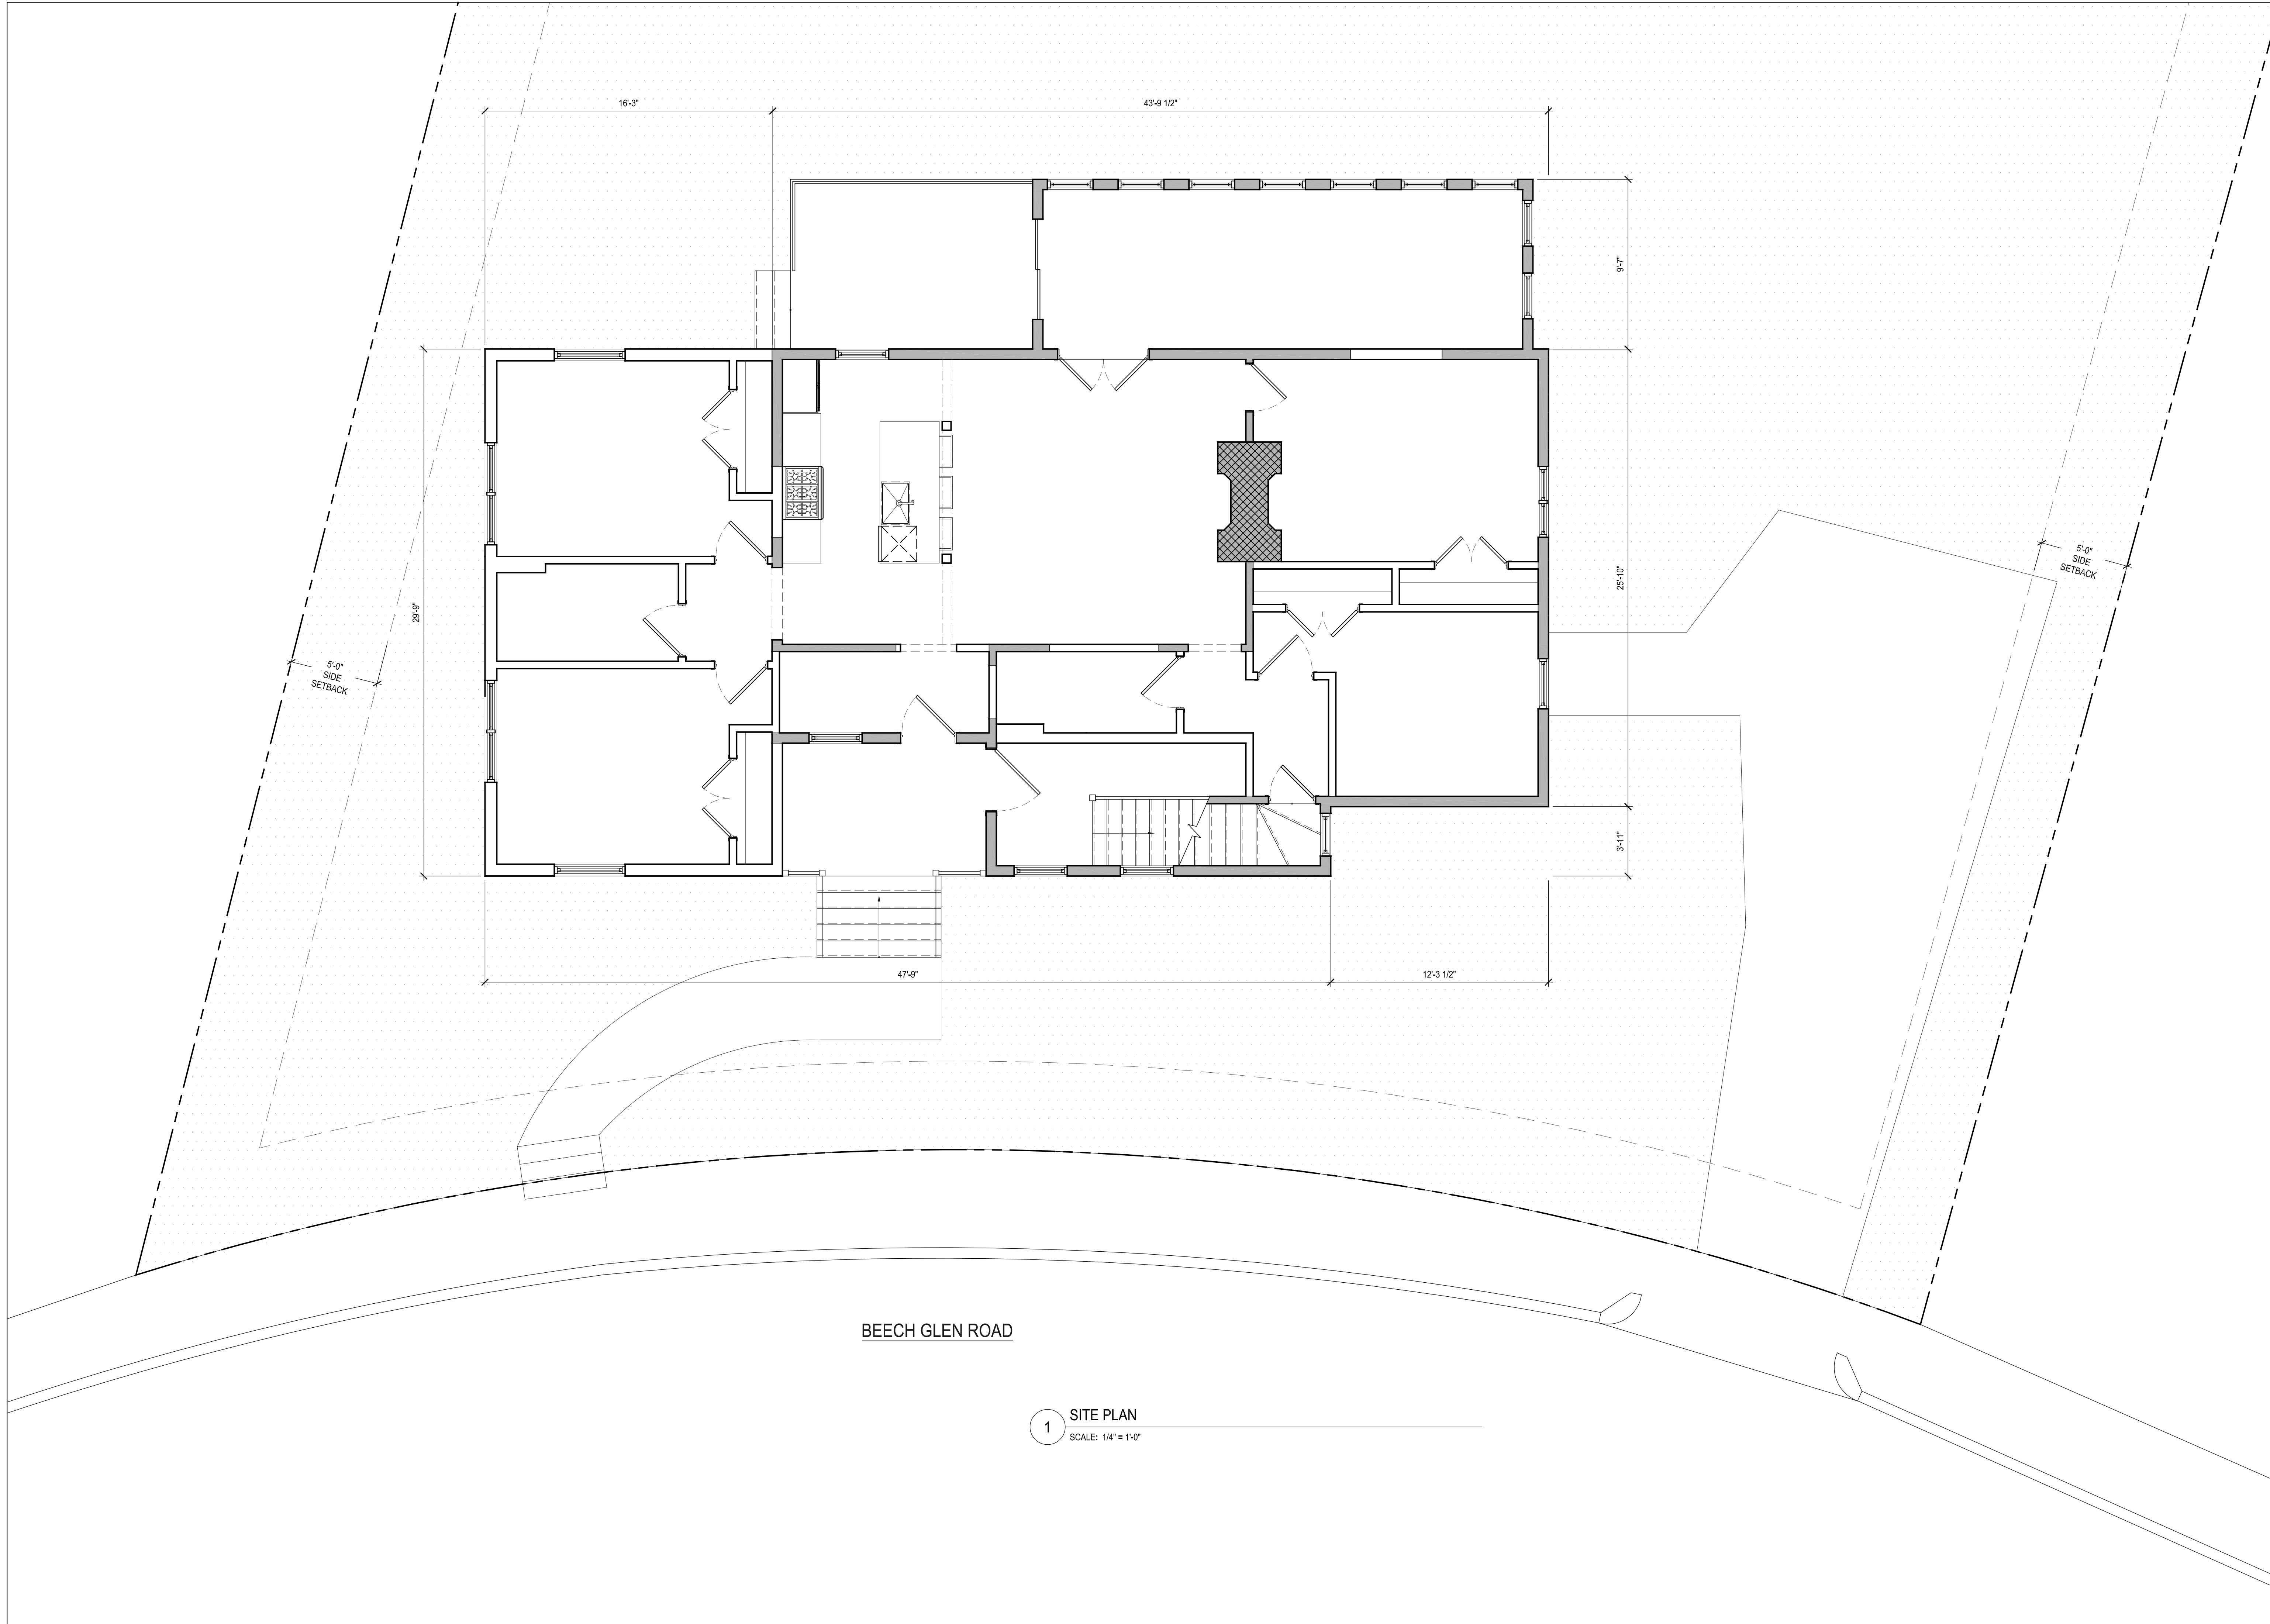 16'-3"
43'-9 1/2"
9'-7"
29'-9"
25'-10"
5'-0"
SIDE
SETBACK
5'-0"
SIDE
SETBACK
3'-11"
47'-9"
12'-3 1/2"
BEECH GLEN ROAD
1
SITE PLAN
SCALE: 1/4" = 1'-0"